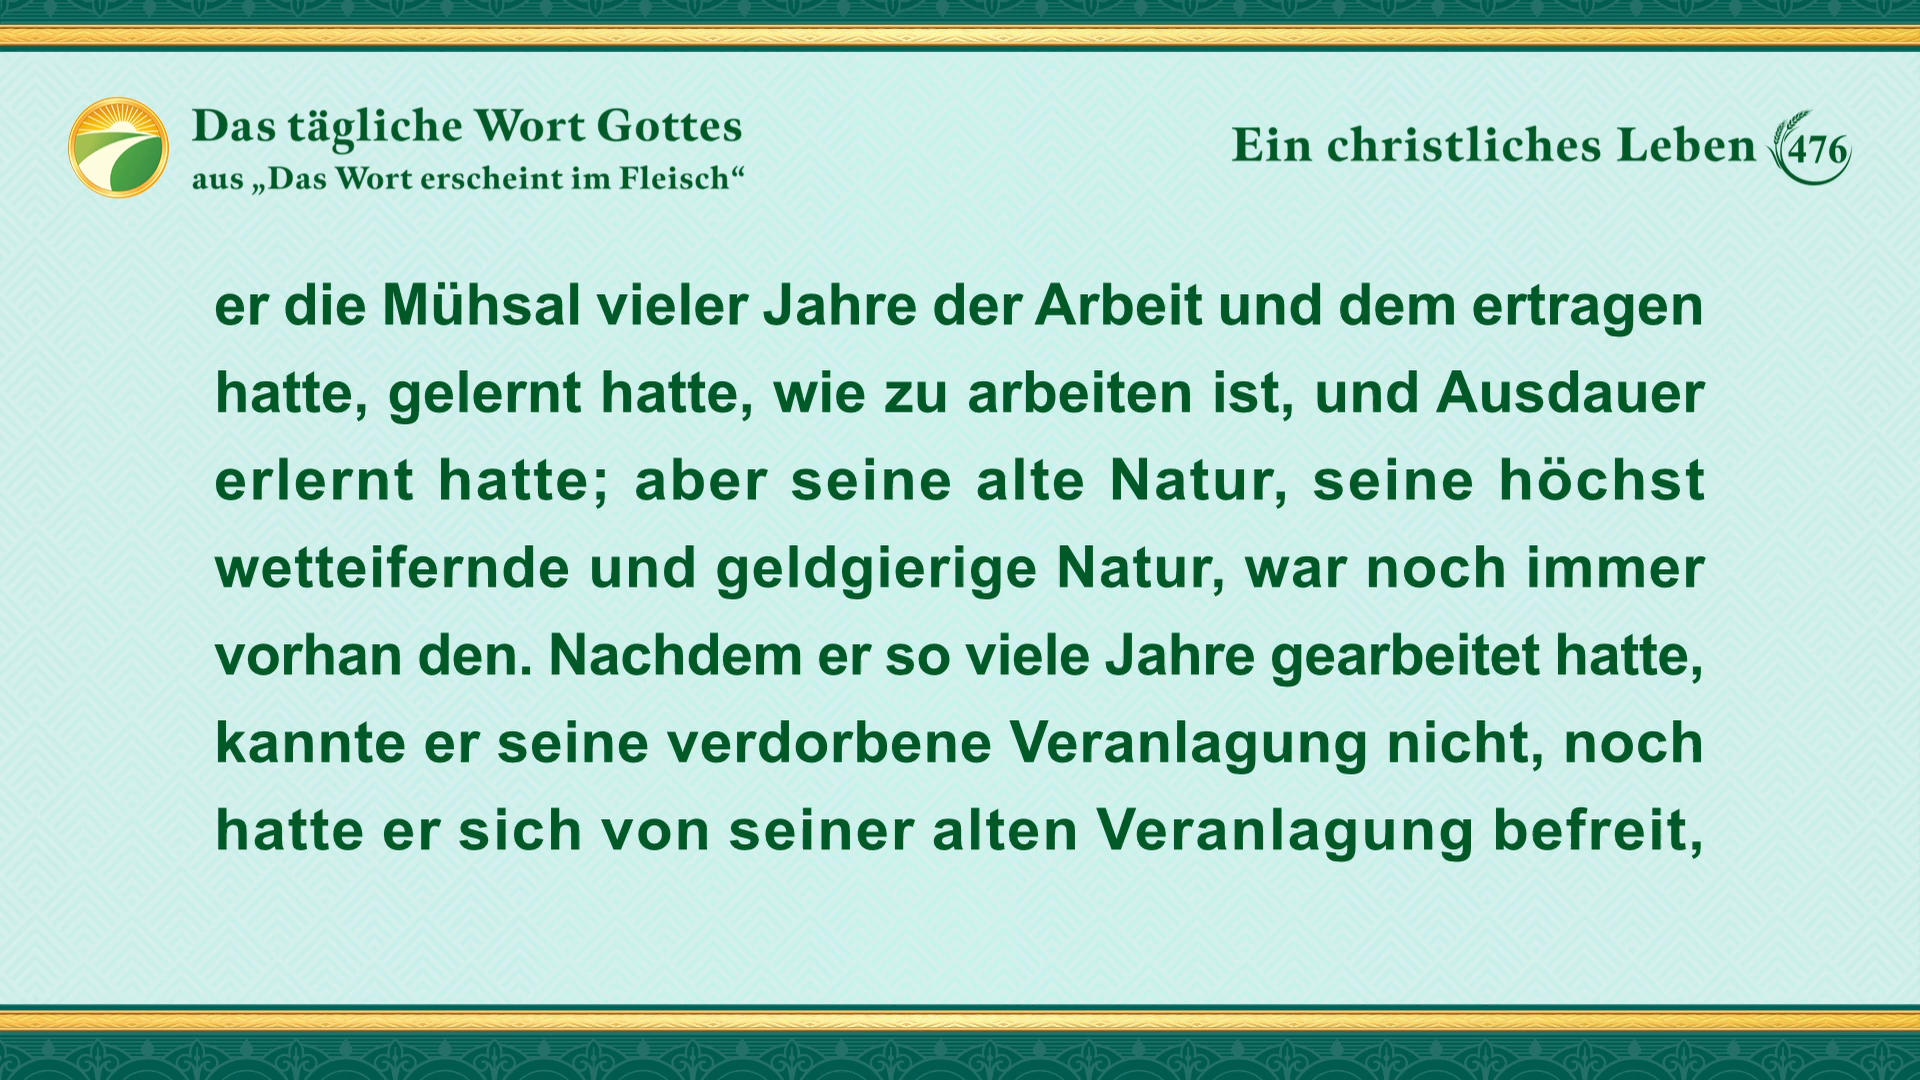 Das tägliche Wort Gottes
aus „Das Wort erscheint im Fleisch“
Ein christliches Leben 476
er die Mühsal vieler Jahre der Arbeit und dem ertragen
hatte, gelernt hatte, wie zu arbeiten ist, und Ausdauer
erlernt hatte; aber seine alte Natur, seine höchst
wetteifernde und geldgierige Natur, war noch immer
vorhan den. Nachdem er so viele Jahre gearbeitet hatte,
kannte er seine verdorbene Veranlagung nicht, noch
hatte er sich von seiner alten Veranlagung befreit,